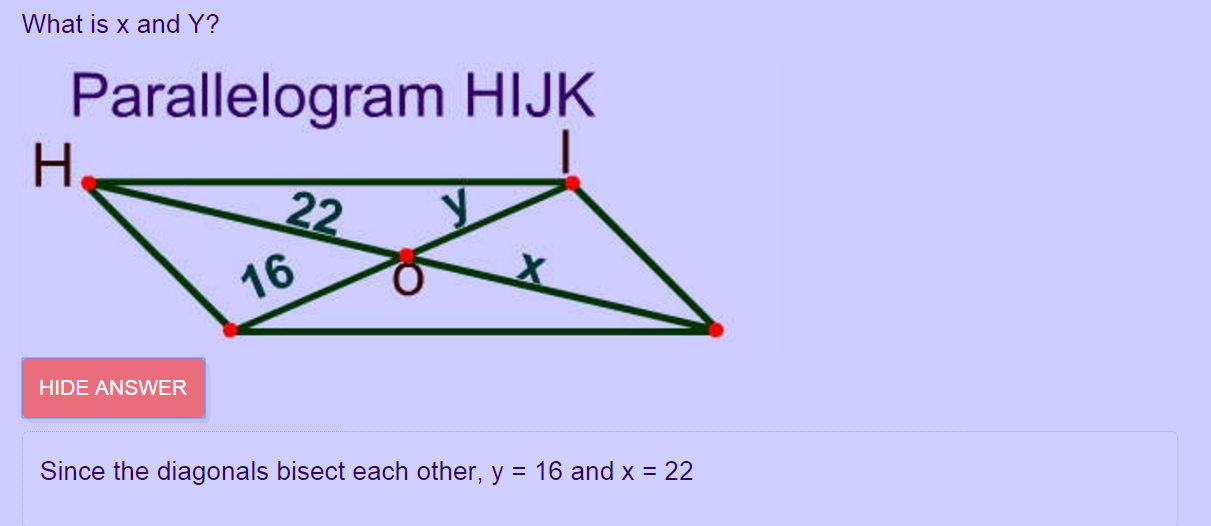 What is x and Y?
Parallelogram HIJK
H
I
22
y
16
O
x
HIDE ANSWER
Since the diagonals bisect each other, y = 16 and x = 22